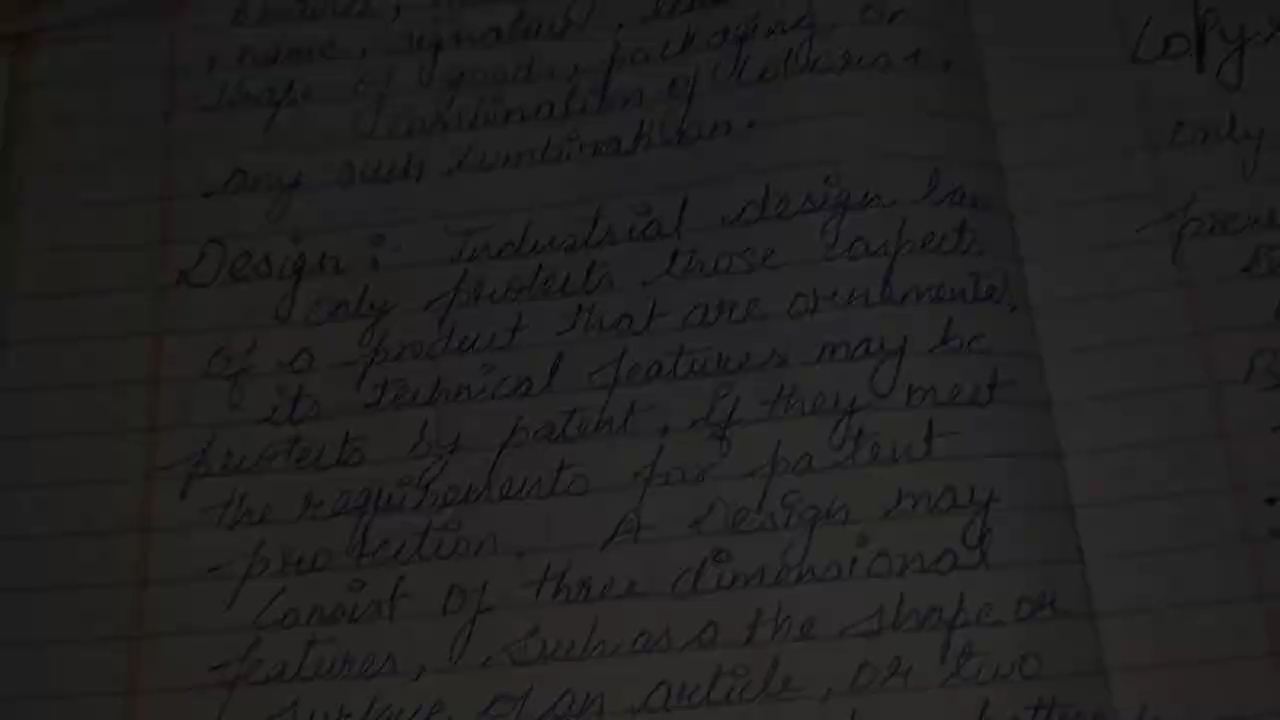 name, signature,
shape of goods, packaging or
combination of colours or
any such combination.
Design :- Industrial design law
only protects those aspects
of a product that are ornamental,
its technical features may be
protects by patent, if they meet
the requirements for patent
-protection. A Design may
Consist of three dimensional
features, such as the shape or
surface of an article, or two
Copy
only